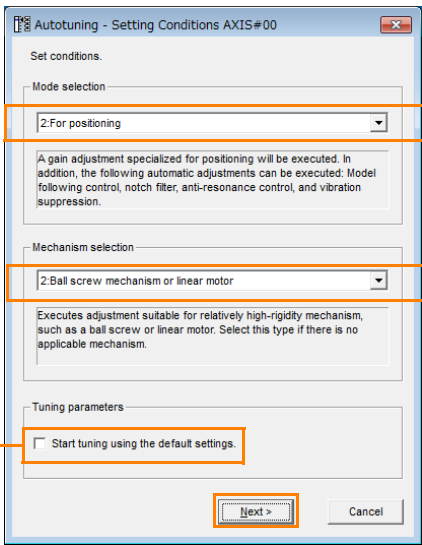 Autotuning - Setting Conditions AXIS#00
Set conditions.
Mode selection
2:For positioning
A gain adjustment specialized for positioning will be executed. In
addition, the following automatic adjustments can be executed: Model
following control, notch filter, anti-resonance control, and vibration
suppression.
Mechanism selection
2:Ball screw mechanism or linear motor
Executes adjustment suitable for relatively high-rigidity mechanism,
such as a ball screw or linear motor. Select this type if there is no
applicable mechanism.
Tuning parameters
Start tuning using the default settings.
Next >
Cancel